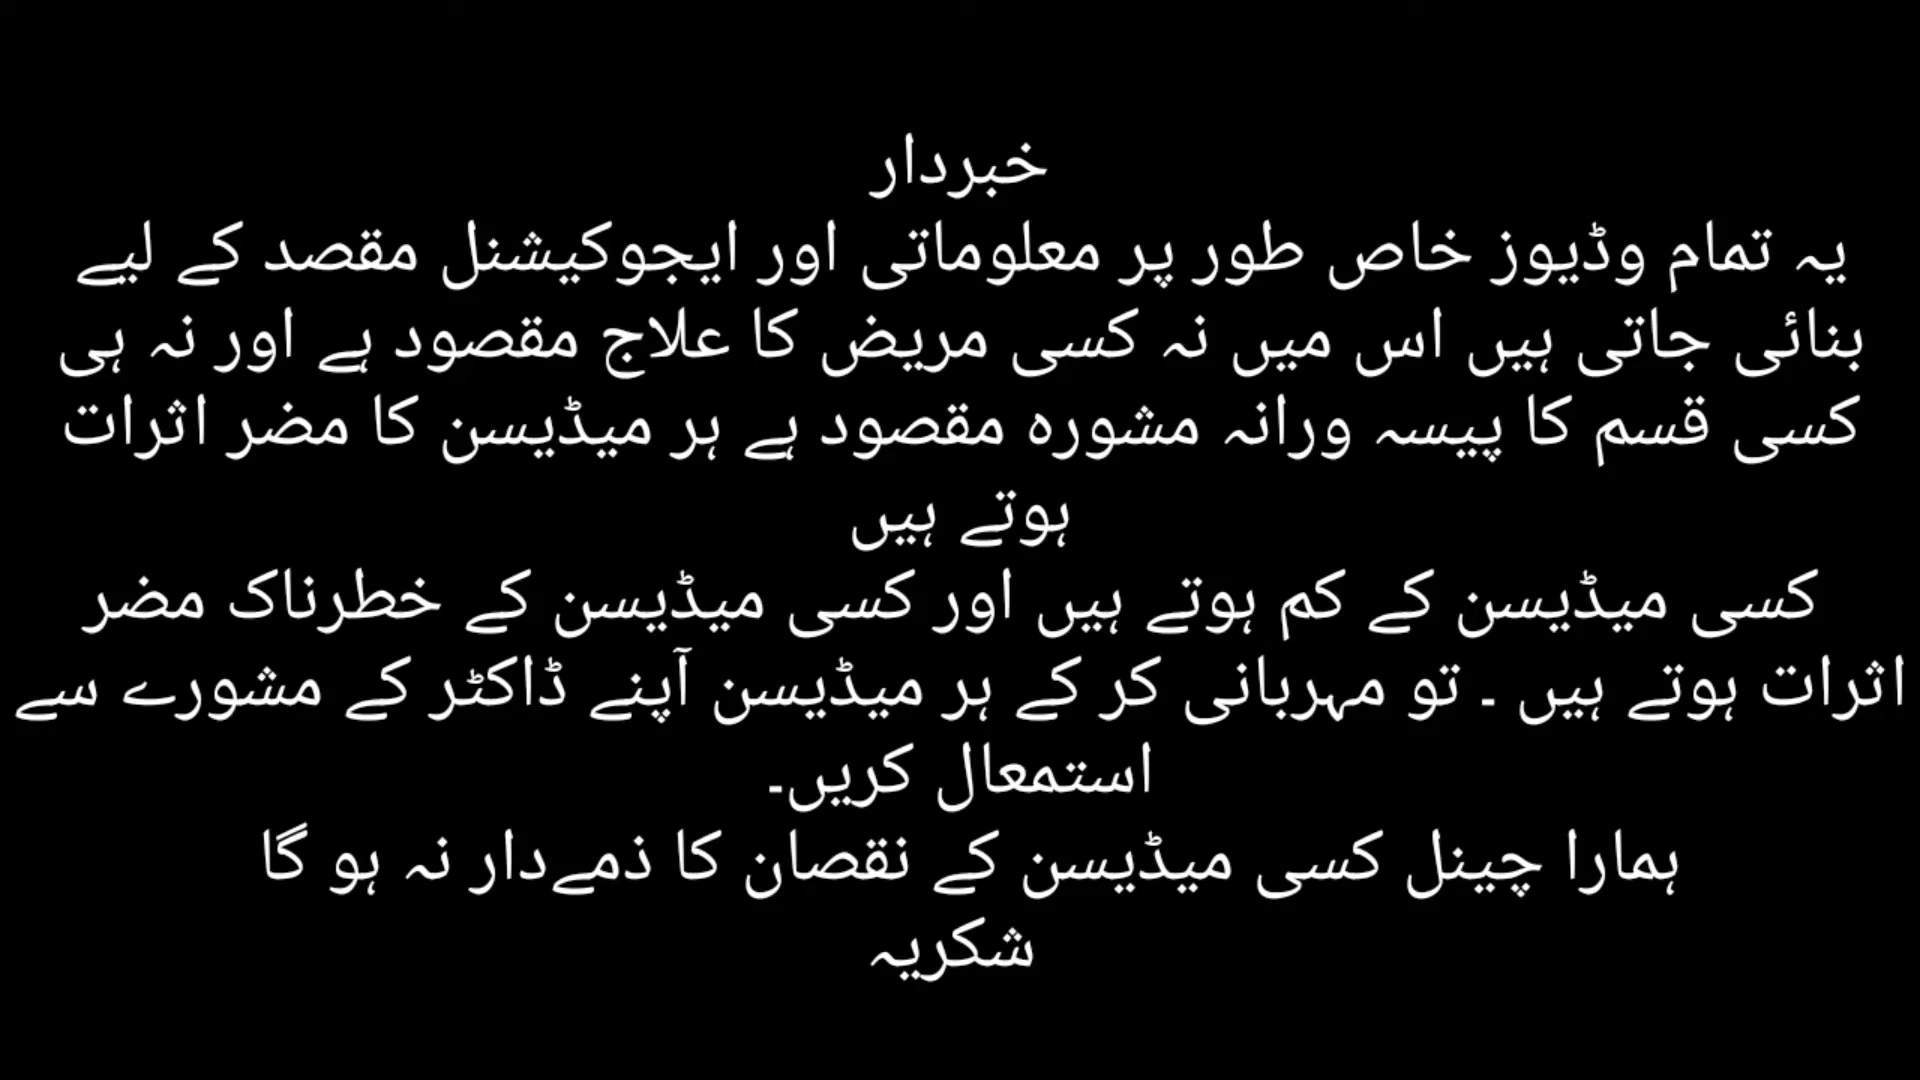 خبردار
یہ تمام وڈیوز خاص طور پر معلوماتی اور ایجوکیشنل مقصد کے لیے
بنائی جاتی ہیں اس میں نہ کسی مریض کا علاج مقصود ہے اور نہ ہی
کسی قسم کا پیسہ ورانہ مشورہ مقصود ہے ہر میڈیسن کا مضر اثرات
ہوتے ہیں
کسی میڈیسن کے کم ہوتے ہیں اور کسی میڈیسن کے خطرناک مضر
اثرات ہوتے ہیں ۔ تو مہربانی کر کے ہر میڈیسن آپنے ڈاکٹر کے مشورے سے
استمعال کریں۔
ہمارا چینل کسی میڈیسن کے نقصان کا ذمےدار نہ ہو گا
شکریہ